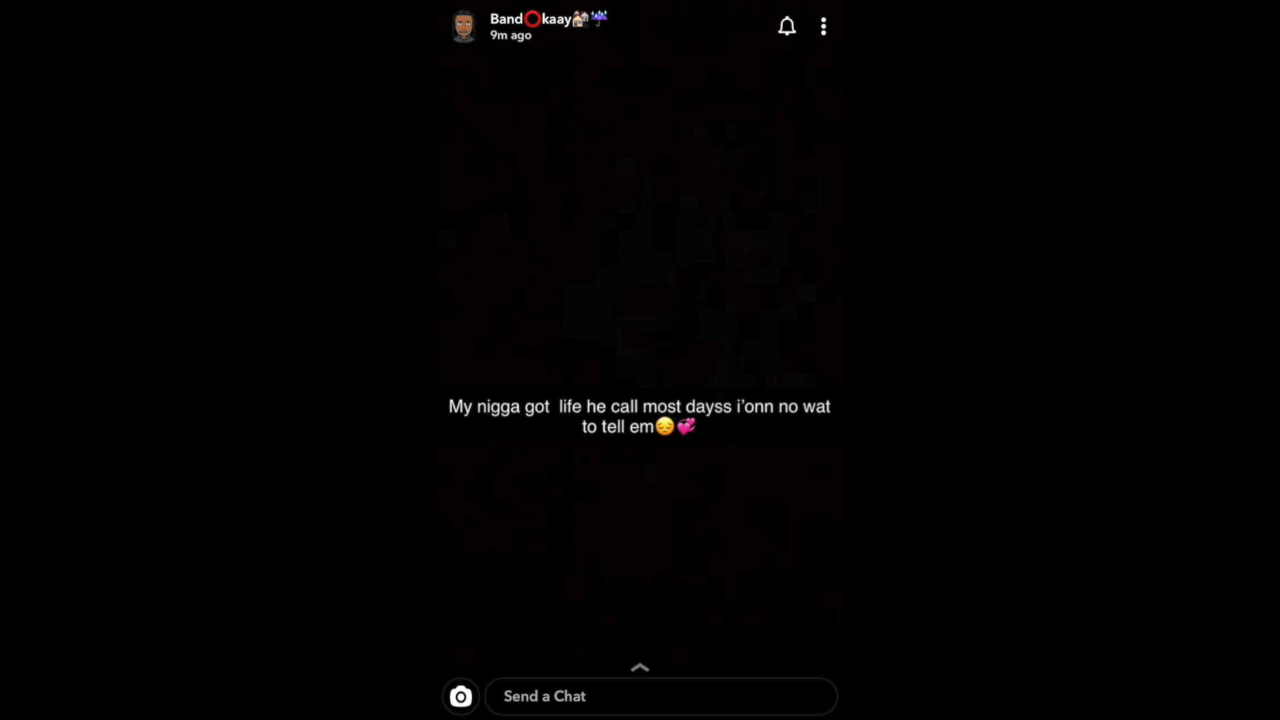 Band⭕kaay🏚☔
9m ago
My nigga got  life he call most dayss i'onn no wat
to tell em😔💞
Send a Chat